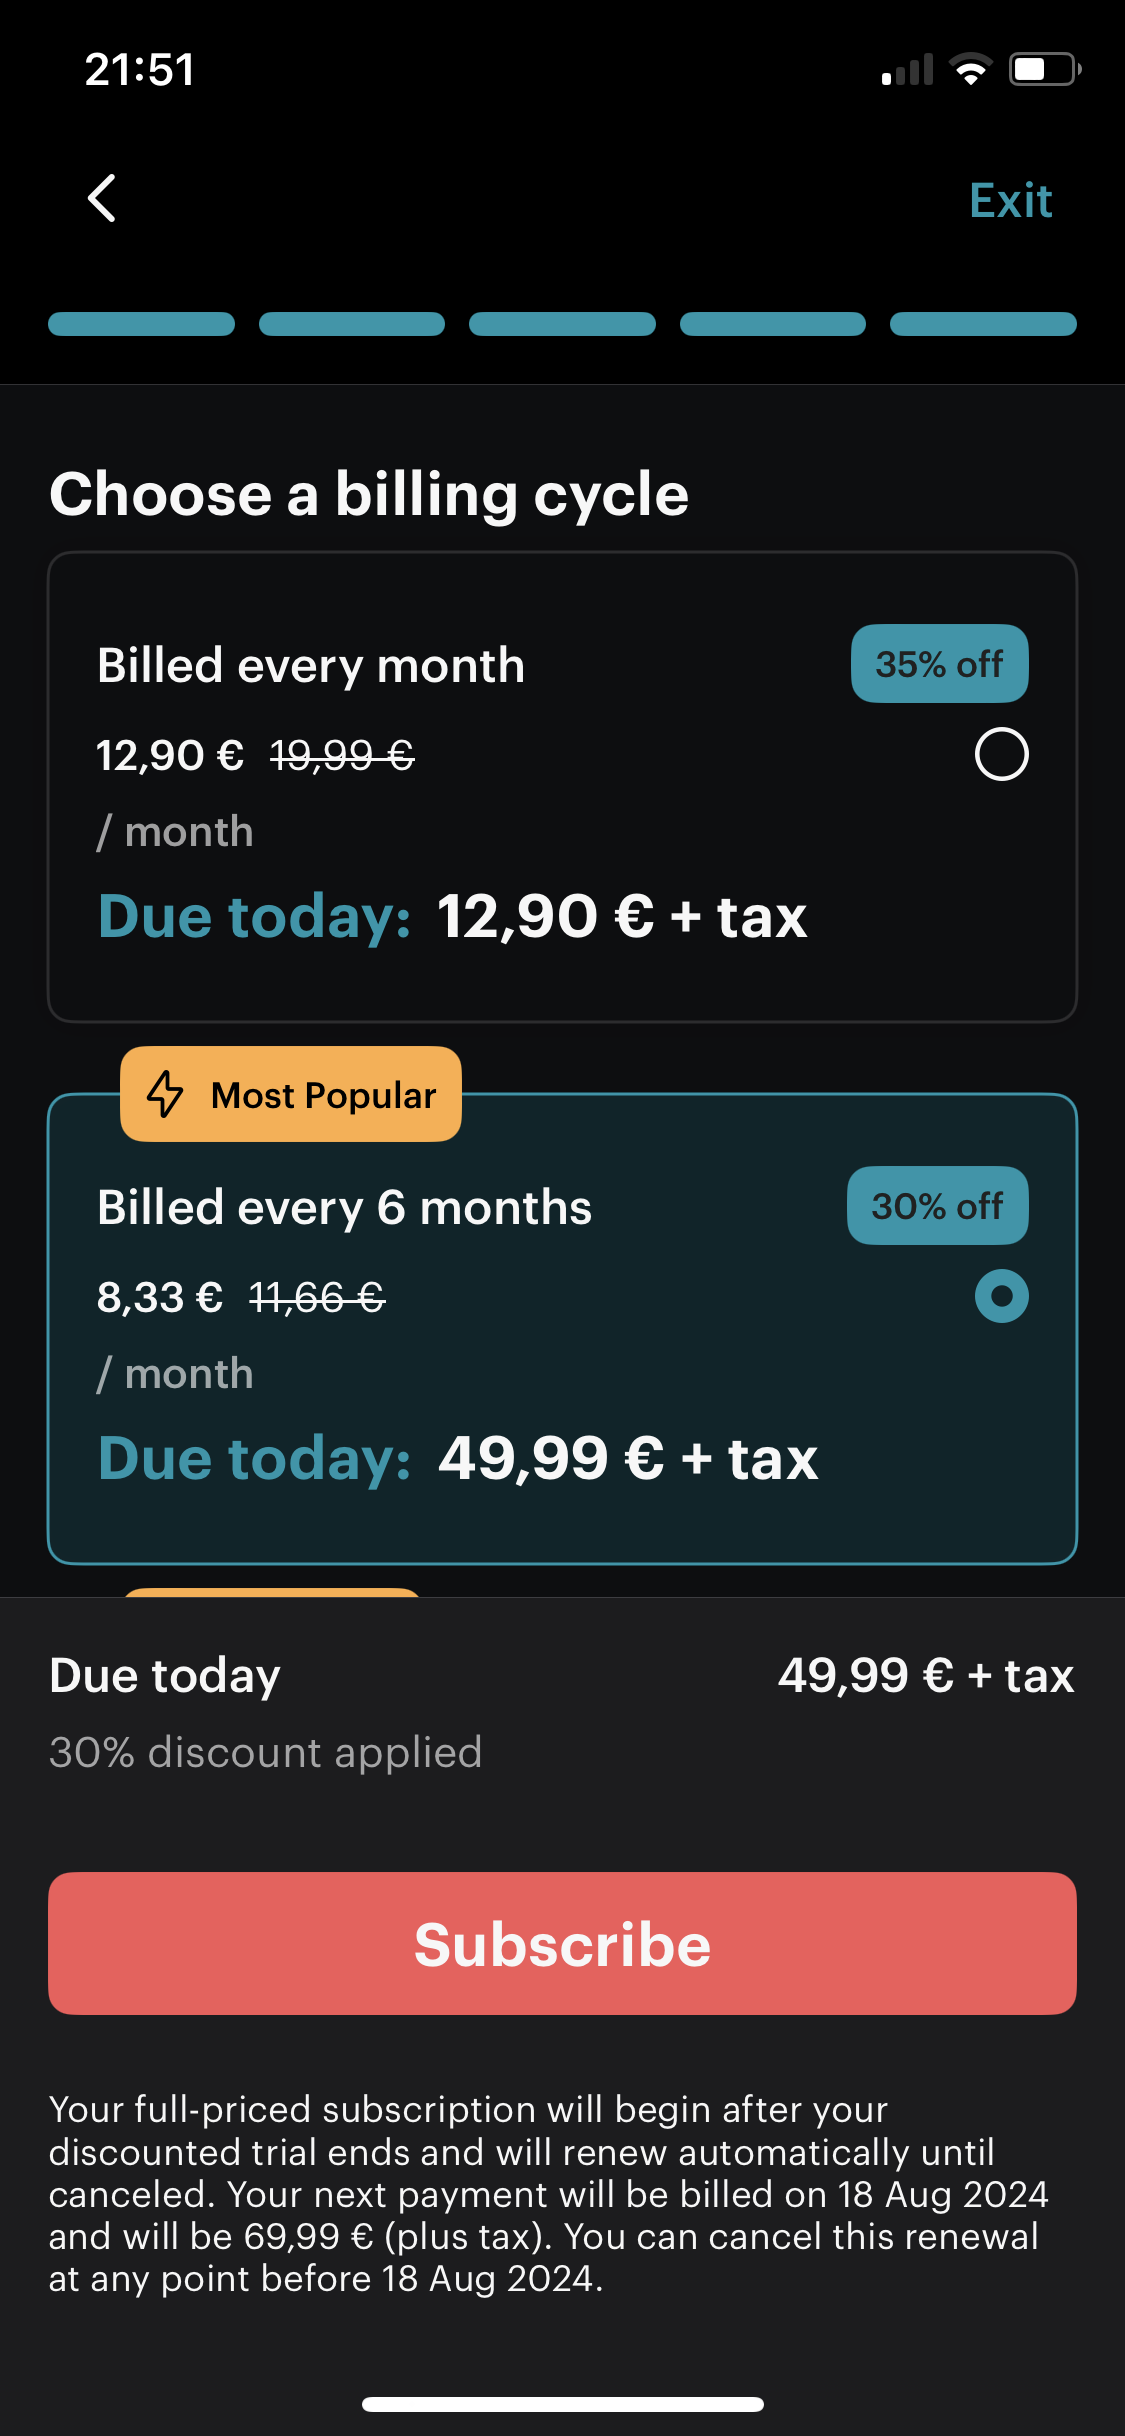 21:51
Exit
Choose a billing cycle
Billed every month
35% off
12,90 € 19,99 €
/ month
Due today: 12,90 € + tax
Most Popular
Billed every 6 months
30% off
8,33 € 11,66 €
/ month
Due today: 49,99 € + tax
Due today
49,99 € + tax
30% discount applied
Subscribe
Your full-priced subscription will begin after your
discounted trial ends and will renew automatically until
canceled. Your next payment will be billed on 18 Aug 2024
and will be 69,99 € (plus tax). You can cancel this renewal
at any point before 18 Aug 2024.